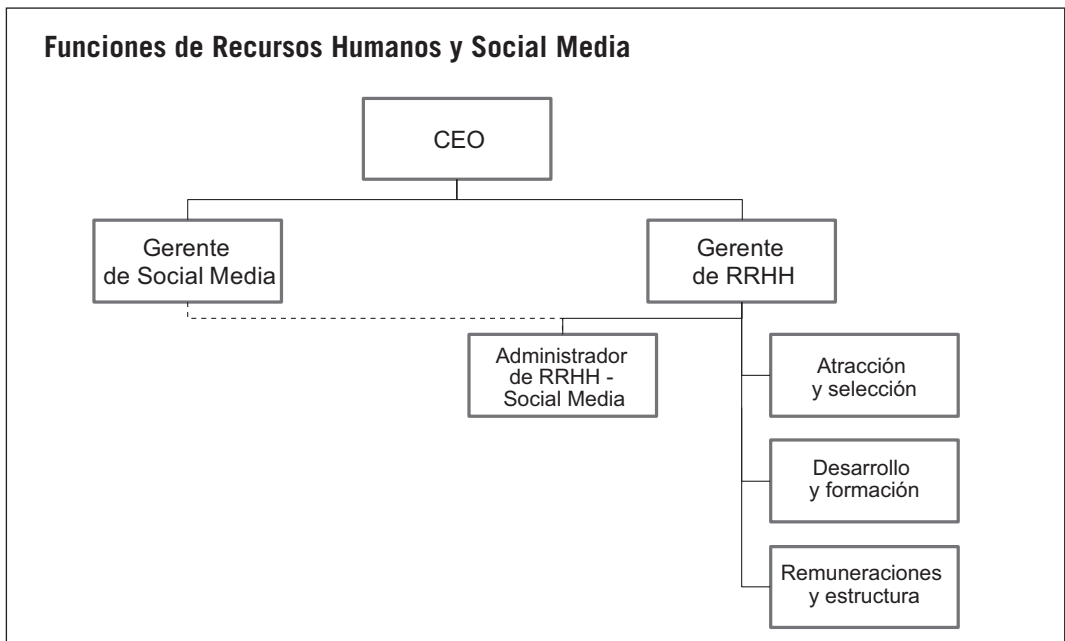 Funciones de Recursos Humanos y Social Media
CEO
Gerente
de Social Media
Gerente
de RRHH
Administrador
de RRHH -
Social Media
Atracción
y selección
Desarrollo
y formación
Remuneraciones
y estructura